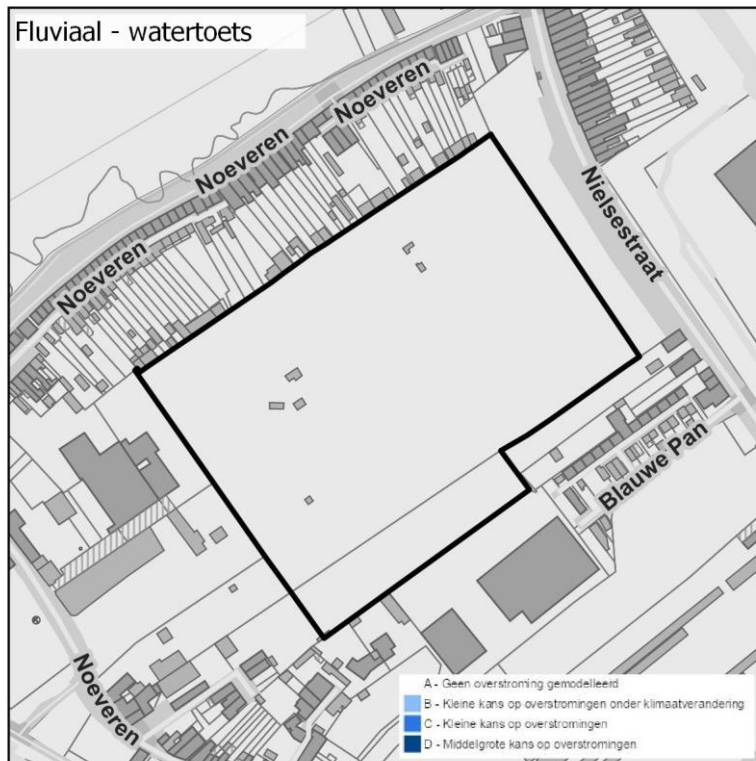 Fluviaal - watertoets
Noeveren
Noeveren
Noeveren
Nielsestraat
Blauwe Pan
Noeveren
A - Geen overstroming gemodelleerd
B - Kleine kans op overstromingen onder klimaatverandering
C - Kleine kans op overstromingen
D - Middelgrote kans op overstromingen